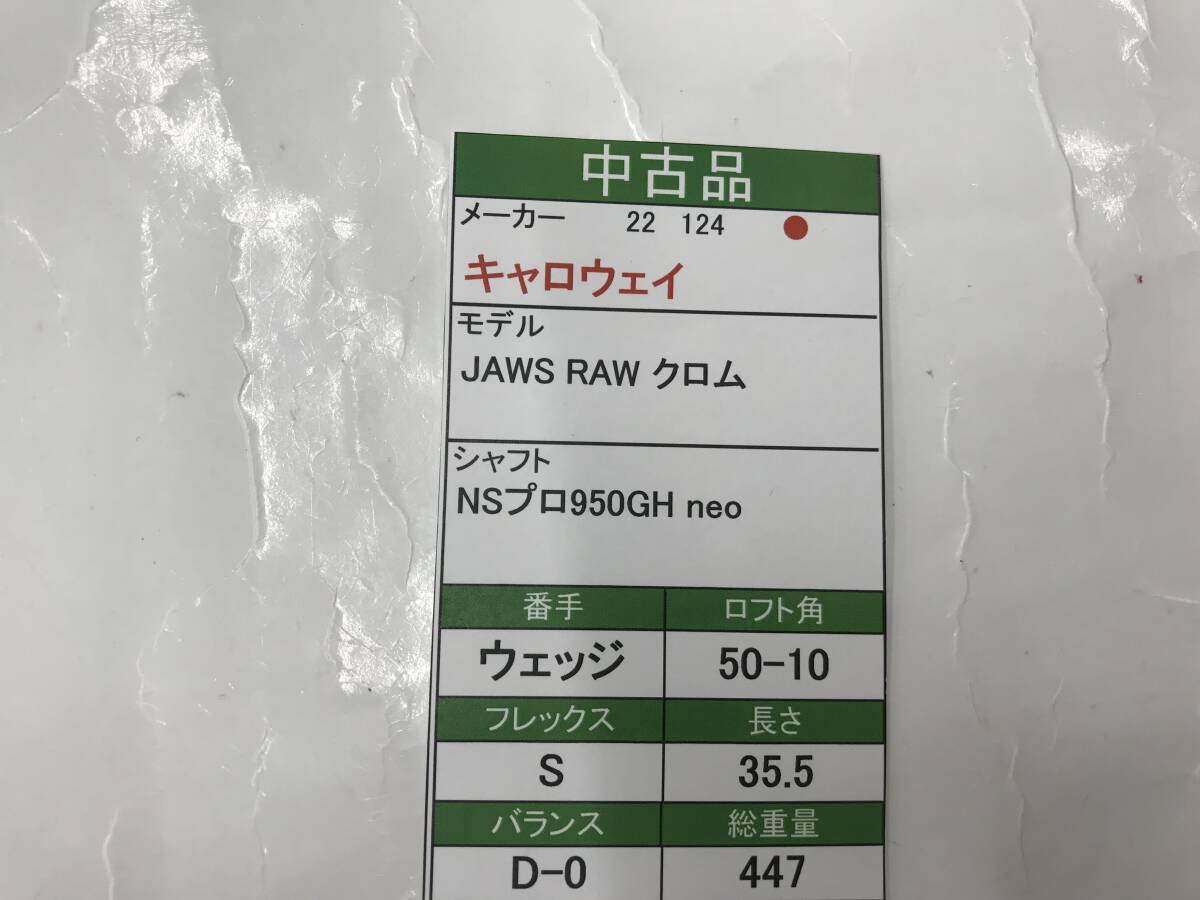 中古品
メーカー 22 124
キャロウェイ
モデル
JAWS RAW クロム
シャフト
NSプロ950GH neo
番手 ロフト角
ウェッジ 50-10
フレックス 長さ
S 35.5
バランス 総重量
D-0 447